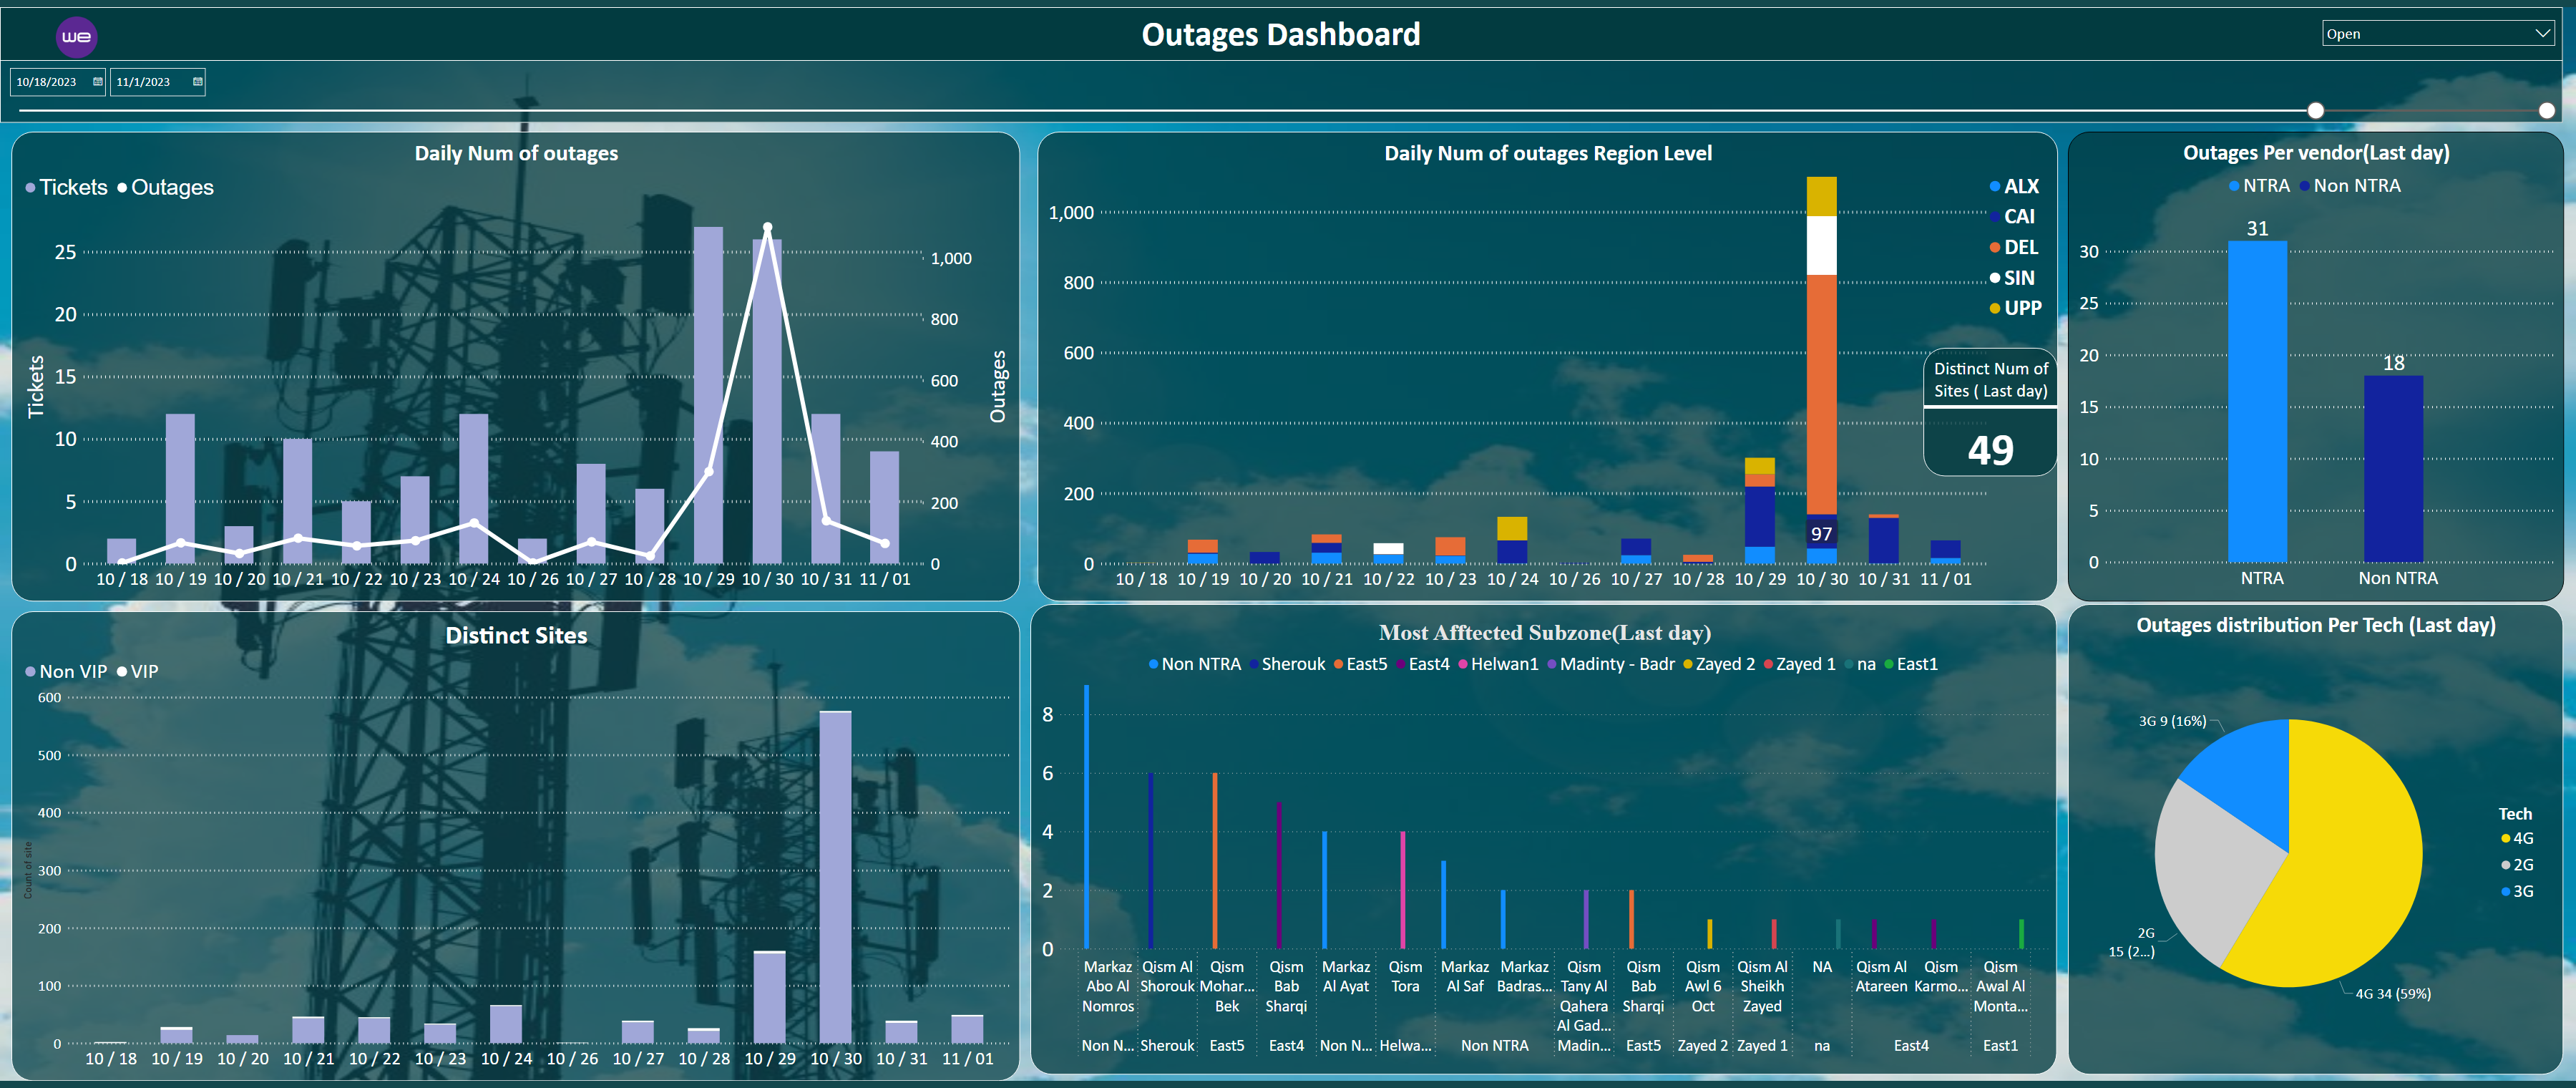 we
Outages Dashboard
Open
10/18/2023
11/1/2023
Daily Num of outages
Tickets Outages
Tickets
25
20
15
10
5
0
1,000
800
600
400
200
0
Outages
10 / 18 10 / 19 10 / 20 10 / 21 10 / 22 10 / 23 10 / 24 10 / 26 10 / 27 10 / 28 10 / 29 10 / 30 10 / 31 11 / 01
Daily Num of outages Region Level
ALX
CAI
DEL
SIN
UPP
1,000
800
600
400
200
0
97
10 / 18 10 / 19 10 / 20 10 / 21 10 / 22 10 / 23 10 / 24 10 / 26 10 / 27 10 / 28 10 / 29 10 / 30 10 / 31 11 / 01
Distinct Num of
Sites ( Last day)
49
Outages Per vendor(Last day)
NTRA Non NTRA
30
25
20
15
10
5
0
31
18
NTRA Non NTRA
Distinct Sites
Non VIP VIP
Count of site
600
500
400
300
200
100
0
10 / 18 10 / 19 10 / 20 10 / 21 10 / 22 10 / 23 10 / 24 10 / 26 10 / 27 10 / 28 10 / 29 10 / 30 10 / 31 11 / 01
Most Afftected Subzone(Last day)
Non NTRA Sherouk East5 East4 Helwan1 Madinty - Badr Zayed 2 Zayed 1 na East1
8
6
4
2
0
Markaz Qism Al Qism Qism Markaz Qism Markaz Markaz Qism Qism Qism Qism Al NA Qism Al Qism Qism
Abo Al Shorouk Mohar... Bab Al Ayat Tora Al Saf Badras... Tany Al Bab Awl 6 Sheikh Atareen Karmo... Awal Al
Nomros Bek Sharqi Qahera Sharqi Oct Zayed Monta...
Al Gad...
Non N... Sherouk East5 East4 Non N... Helwa... Non NTRA Madin... East5 Zayed 2 Zayed 1 na East4 East1
Outages distribution Per Tech (Last day)
3G 9 (16%)
2G
15 (2...)
4G 34 (59%)
Tech
4G
2G
3G